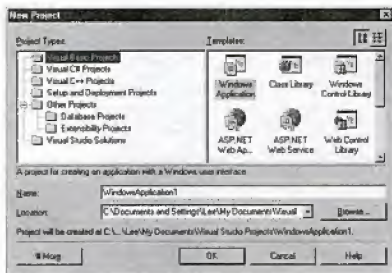 New Project
Project Types:
Templates:
Visual Basic Projects
Visual C# Projects
Visual C++ Projects
Setup and Deployment Projects
Other Projects
Database Projects
Extensibility Projects
Visual Studio Solutions
Windows Application
Class Library
Windows Control Library
ASP.NET Web Ap...
ASP.NET Web Service
Web Control Library
A project for creating an application with a Windows user interface
Name:
WindowsApplication1
Location:
C:\Documents and Settings\Lee\My Documents\Visual
Browse...
Project will be created at C:\...\Lee\My Documents\Visual Studio Projects\WindowsApplication1.
More
OK
Cancel
Help